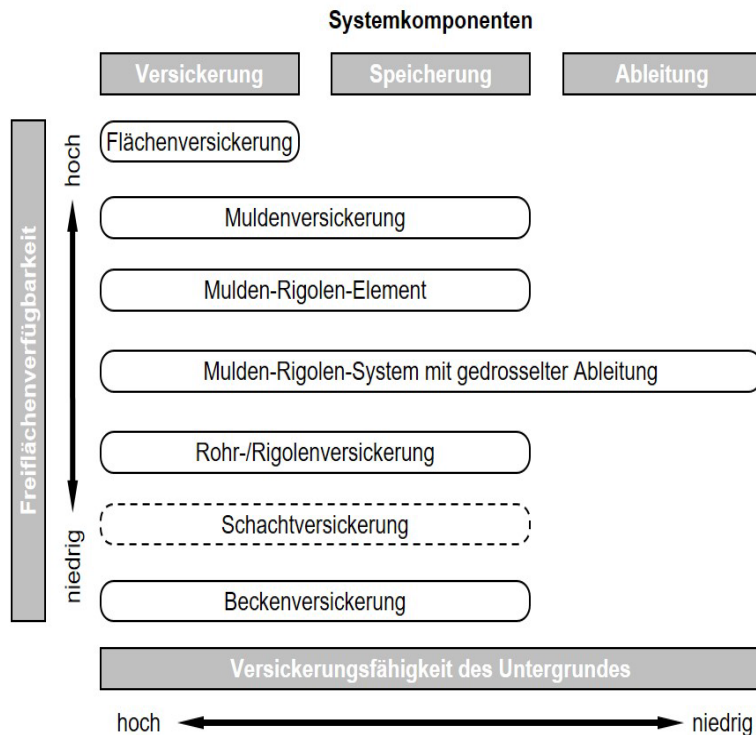 Systemkomponenten
Versickerung
Speicherung
Ableitung
Freiflächenverfügbarkeit
hoch
niedrig
Flächenversickerung
Muldenversickerung
Mulden-Rigolen-Element
Mulden-Rigolen-System mit gedrosselter Ableitung
Rohr-/Rigolenversickerung
Schachtversickerung
Beckenversickerung
Versickerungsfähigkeit des Untergrundes
hoch
niedrig